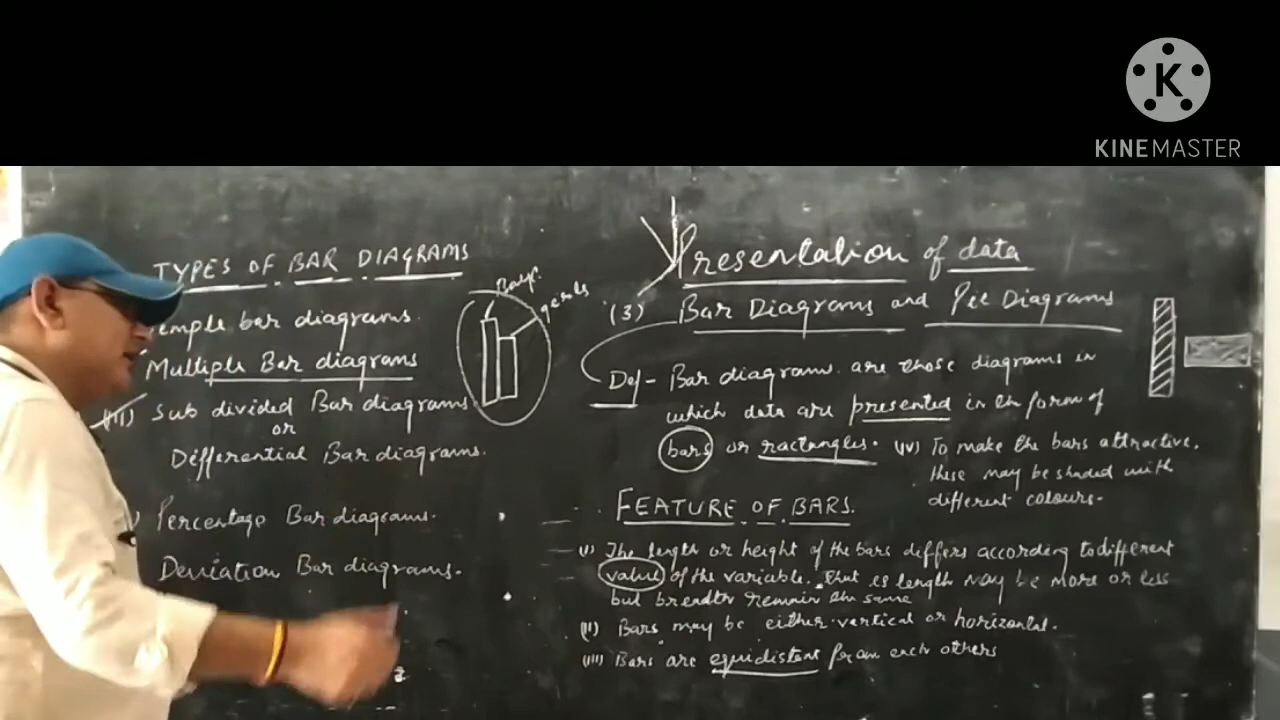 KINEMASTER
TYPES OF BAR DIAGRAMS
emple bar diagrams.
Multiple Bar diagrams
(III) Sub divided Bar diagrams.
or
Differential Bar diagrams.
) Percentage Bar diagrams.
Deviation Bar diagrams.
Boys.
girls
Presentation of data
(3) Bar Diagrams and Pie Diagrams
Def - Bar diagrams are those diagrams in
which data are presented in the form of
bars or ractangles.
(IV) To make the bars attractive.
these may be shaded with
different colours.
FEATURE OF BARS.
(I) The length or height of the bars differs according to different
value of the variable. That is length may be more or less
but breadth remain the same
(II) Bars may be either vertical or horizontal.
(III) Bars are equidistant from each others